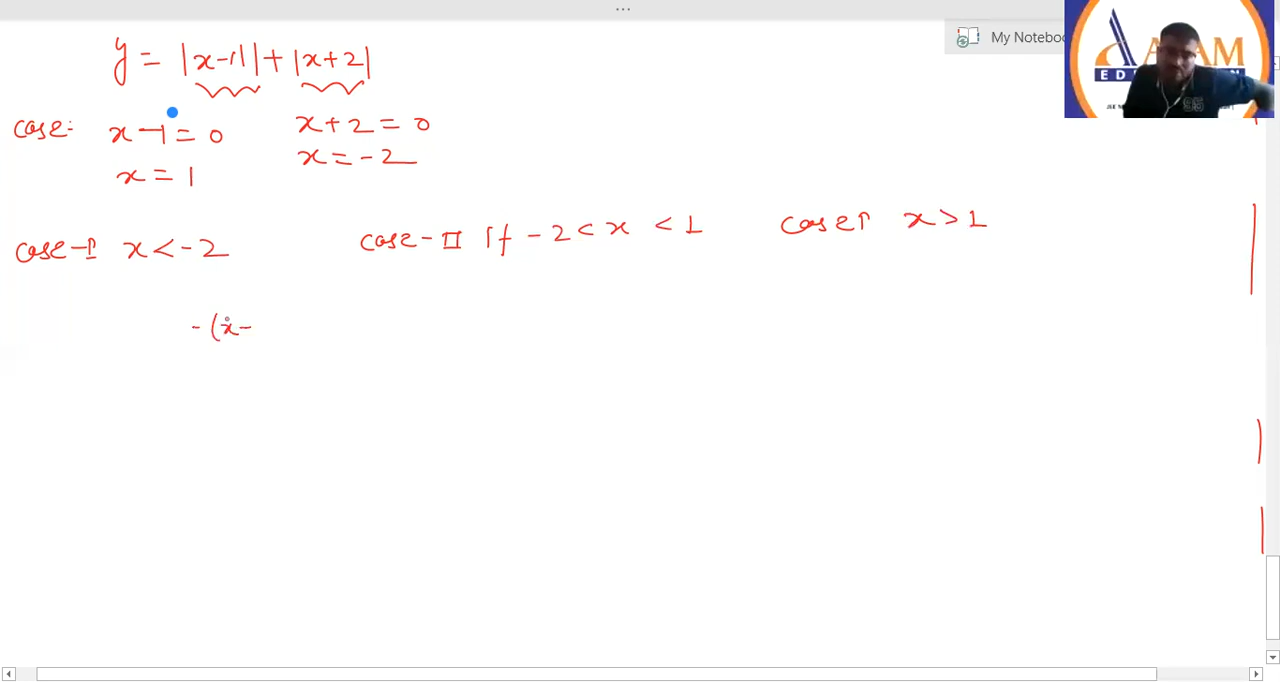 My Noteboo
y = |x-1| + |x+2|
case: x-1=0 x+2=0
x=1 x=-2
case-I x<-2 case-II if -2<x<1 case x>1
-(x-